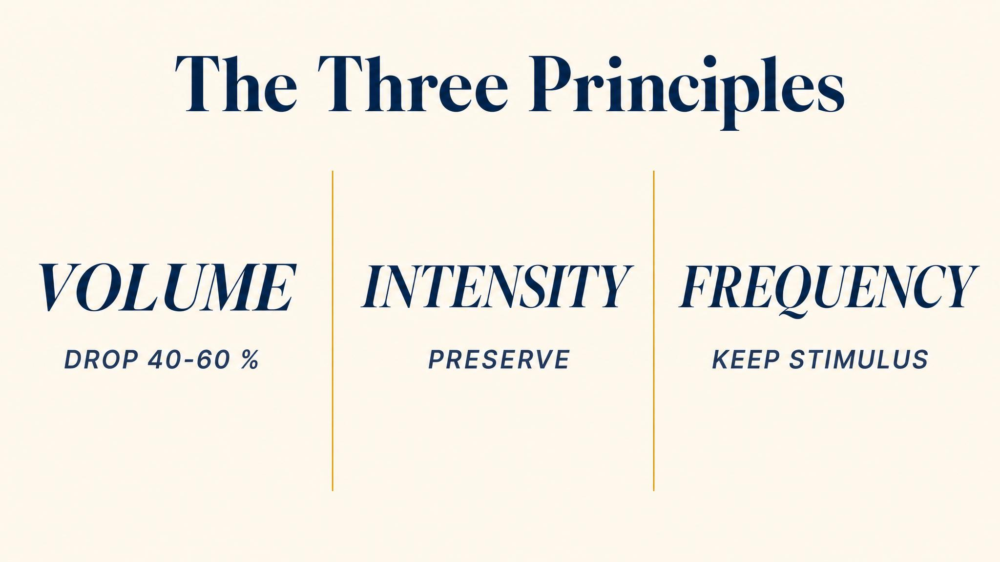 The Three Principles
VOLUME
DROP 40-60 %
INTENSITY
PRESERVE
FREQUENCY
KEEP STIMULUS